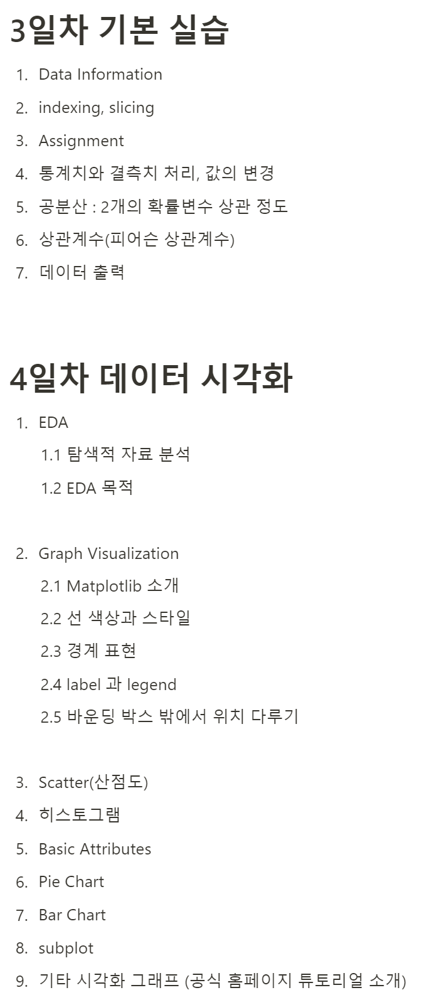 3일차 기본 실습
1. Data Information
2. indexing, slicing
3. Assignment
4. 통계치와 결측치 처리, 값의 변경
5. 공분산 : 2개의 확률변수 상관 정도
6. 상관계수(피어슨 상관계수)
7. 데이터 출력
4일차 데이터 시각화
1. EDA
1.1 탐색적 자료 분석
1.2 EDA 목적
2. Graph Visualization
2.1 Matplotlib 소개
2.2 선 색상과 스타일
2.3 경계 표현
2.4 label 과 legend
2.5 바운딩 박스 밖에서 위치 다루기
3. Scatter(산점도)
4. 히스토그램
5. Basic Attributes
6. Pie Chart
7. Bar Chart
8. subplot
9. 기타 시각화 그래프 (공식 홈페이지 튜토리얼 소개)